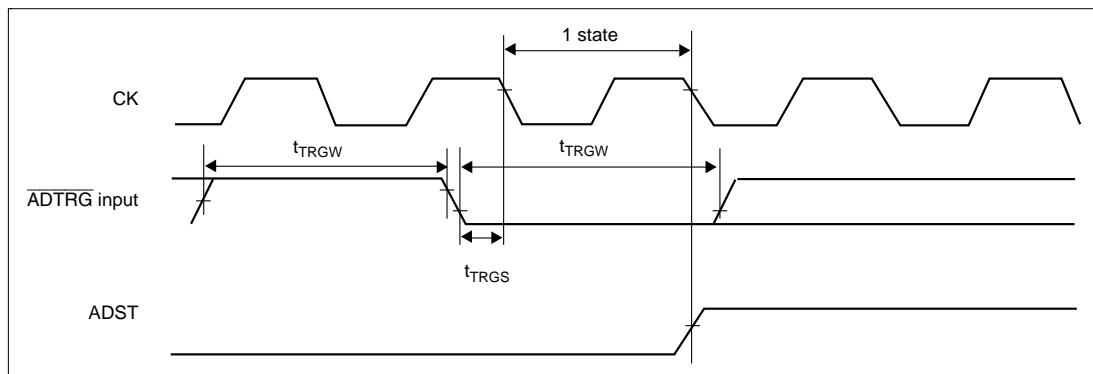 1 state
CK
tTRGW
tTRGW
ADTRG input
tTRGS
ADST